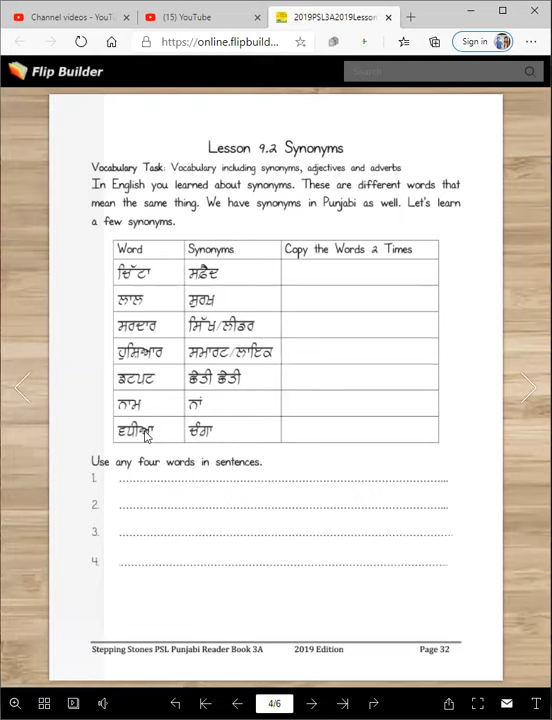 Channel videos - YouTube
(15) YouTube
2019PSL3A2019Lesson
https://online.flipbuild...
Sign in
Flip Builder
Search
Lesson 9.2 Synonyms
Vocabulary Task: Vocabulary including synonyms, adjectives and adverbs
In English you learned about synonyms. These are different words that
mean the same thing. We have synonyms in Punjabi as well. Let's learn
a few synonyms.
Word Synonyms Copy the Words 2 Times
ਚਿੱਟਾ ਸਫ਼ੈਦ
ਲਾਲ ਸੁਰਖ਼
ਸਰਦਾਰ ਸਿੱਖ/ਲੀਡਰ
ਹੁਸ਼ਿਆਰ ਸਮਾਰਟ/ਲਾਇਕ
ਡਟਪਟ ਛੇਤੀ ਛੇਤੀ
ਨਾਮ ਨਾਂ
ਵਧੀਆ ਚੰਗਾ
Use any four words in sentences.
1.
2.
3.
4.
Stepping Stones PSL Punjabi Reader Book 3A 2019 Edition Page 32
4/6